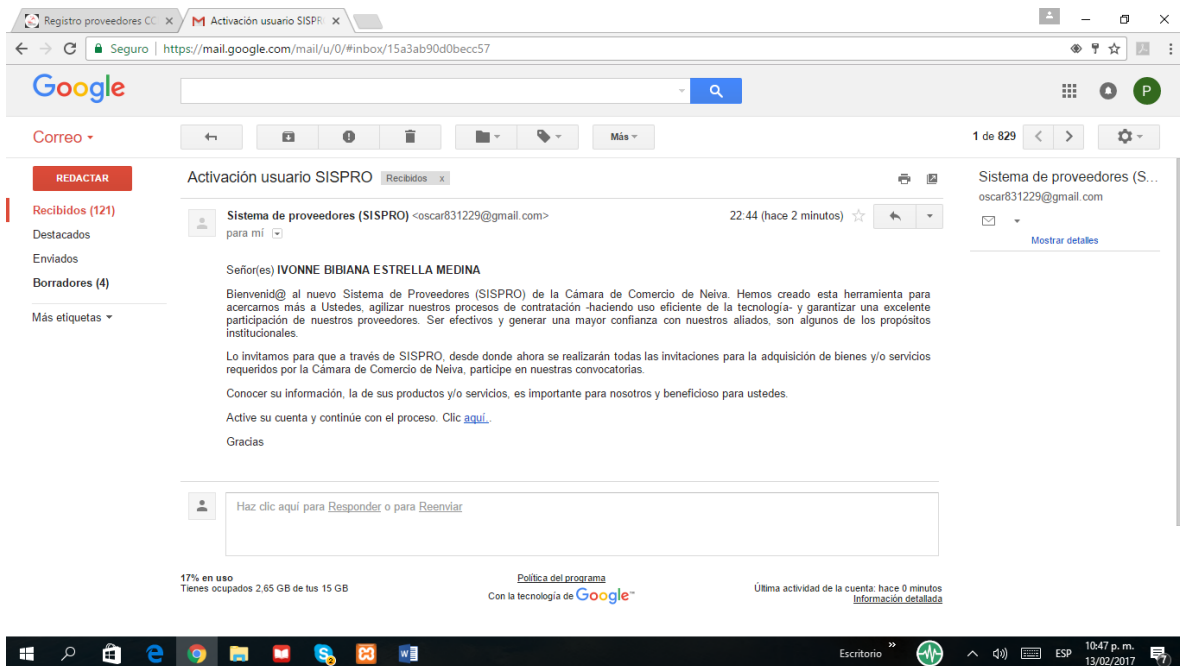 Registro proveedores CC
Activación usuario SISPR
Seguro | https://mail.google.com/mail/u/0/#inbox/15a3ab90d0becc57
Google
P
Correo
Más
1 de 829
REDACTAR
Recibidos (121)
Destacados
Enviados
Borradores (4)
Más etiquetas
Activación usuario SISPRO Recibidos x
Sistema de proveedores (SISPRO) <oscar831229@gmail.com>
22:44 (hace 2 minutos)
para mí
Señor(es) IVONNE BIBIANA ESTRELLA MEDINA
Bienvenid@ al nuevo Sistema de Proveedores (SISPRO) de la Cámara de Comercio de Neiva. Hemos creado esta herramienta para
acercarnos más a Ustedes, agilizar nuestros procesos de contratación -haciendo uso eficiente de la tecnología- y garantizar una excelente
participación de nuestros proveedores. Ser efectivos y generar una mayor confianza con nuestros aliados, son algunos de los propósitos
institucionales.
Lo invitamos para que a través de SISPRO, desde donde ahora se realizarán todas las invitaciones para la adquisición de bienes y/o servicios
requeridos por la Cámara de Comercio de Neiva, participe en nuestras convocatorias.
Conocer su información, la de sus productos y/o servicios, es importante para nosotros y beneficioso para ustedes.
Active su cuenta y continúe con el proceso. Clic aquí..
Gracias
Sistema de proveedores (S...
oscar831229@gmail.com
Mostrar detalles
Haz clic aquí para Responder o para Reenviar
17% en uso
Tienes ocupados 2,65 GB de tus 15 GB
Política del programa
Con la tecnología de Google™
Última actividad de la cuenta: hace 0 minutos
Información detallada
Escritorio
ESP
10:47 p. m.
13/02/2017